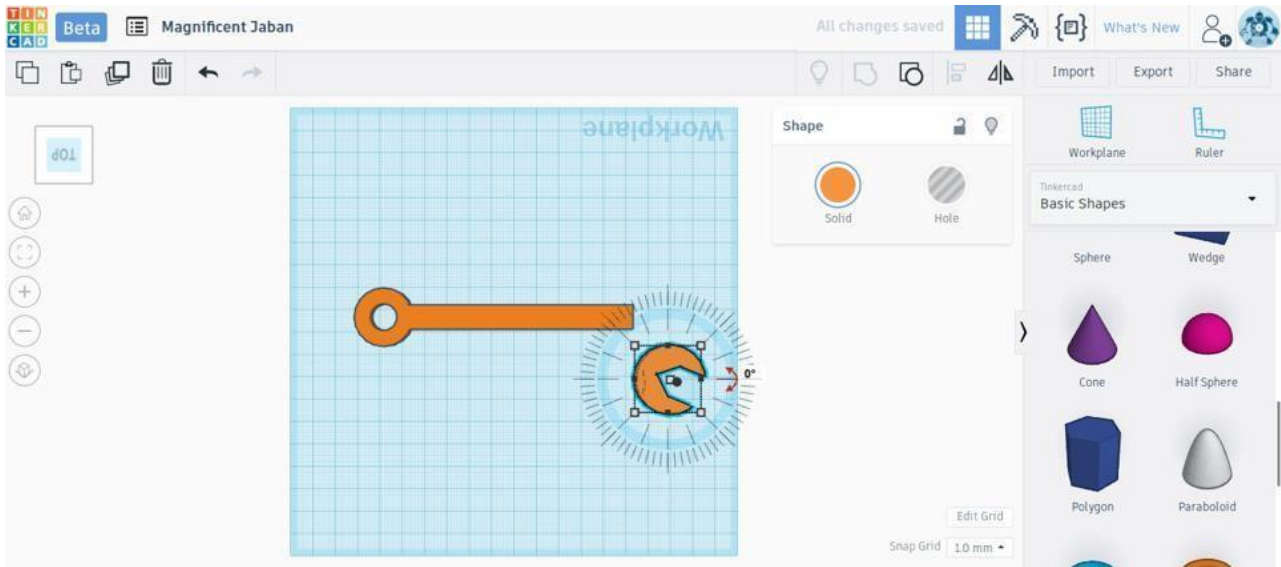 TIN
KER
CAD
Beta
Magnificent Jaban
All changes saved
What's New
Import
Export
Share
TOP
Workplane
Shape
Solid
Hole
0°
Workplane
Ruler
Tinkercad
Basic Shapes
Sphere
Wedge
Cone
Half Sphere
Polygon
Paraboloid
Edit Grid
Snap Grid
1.0 mm